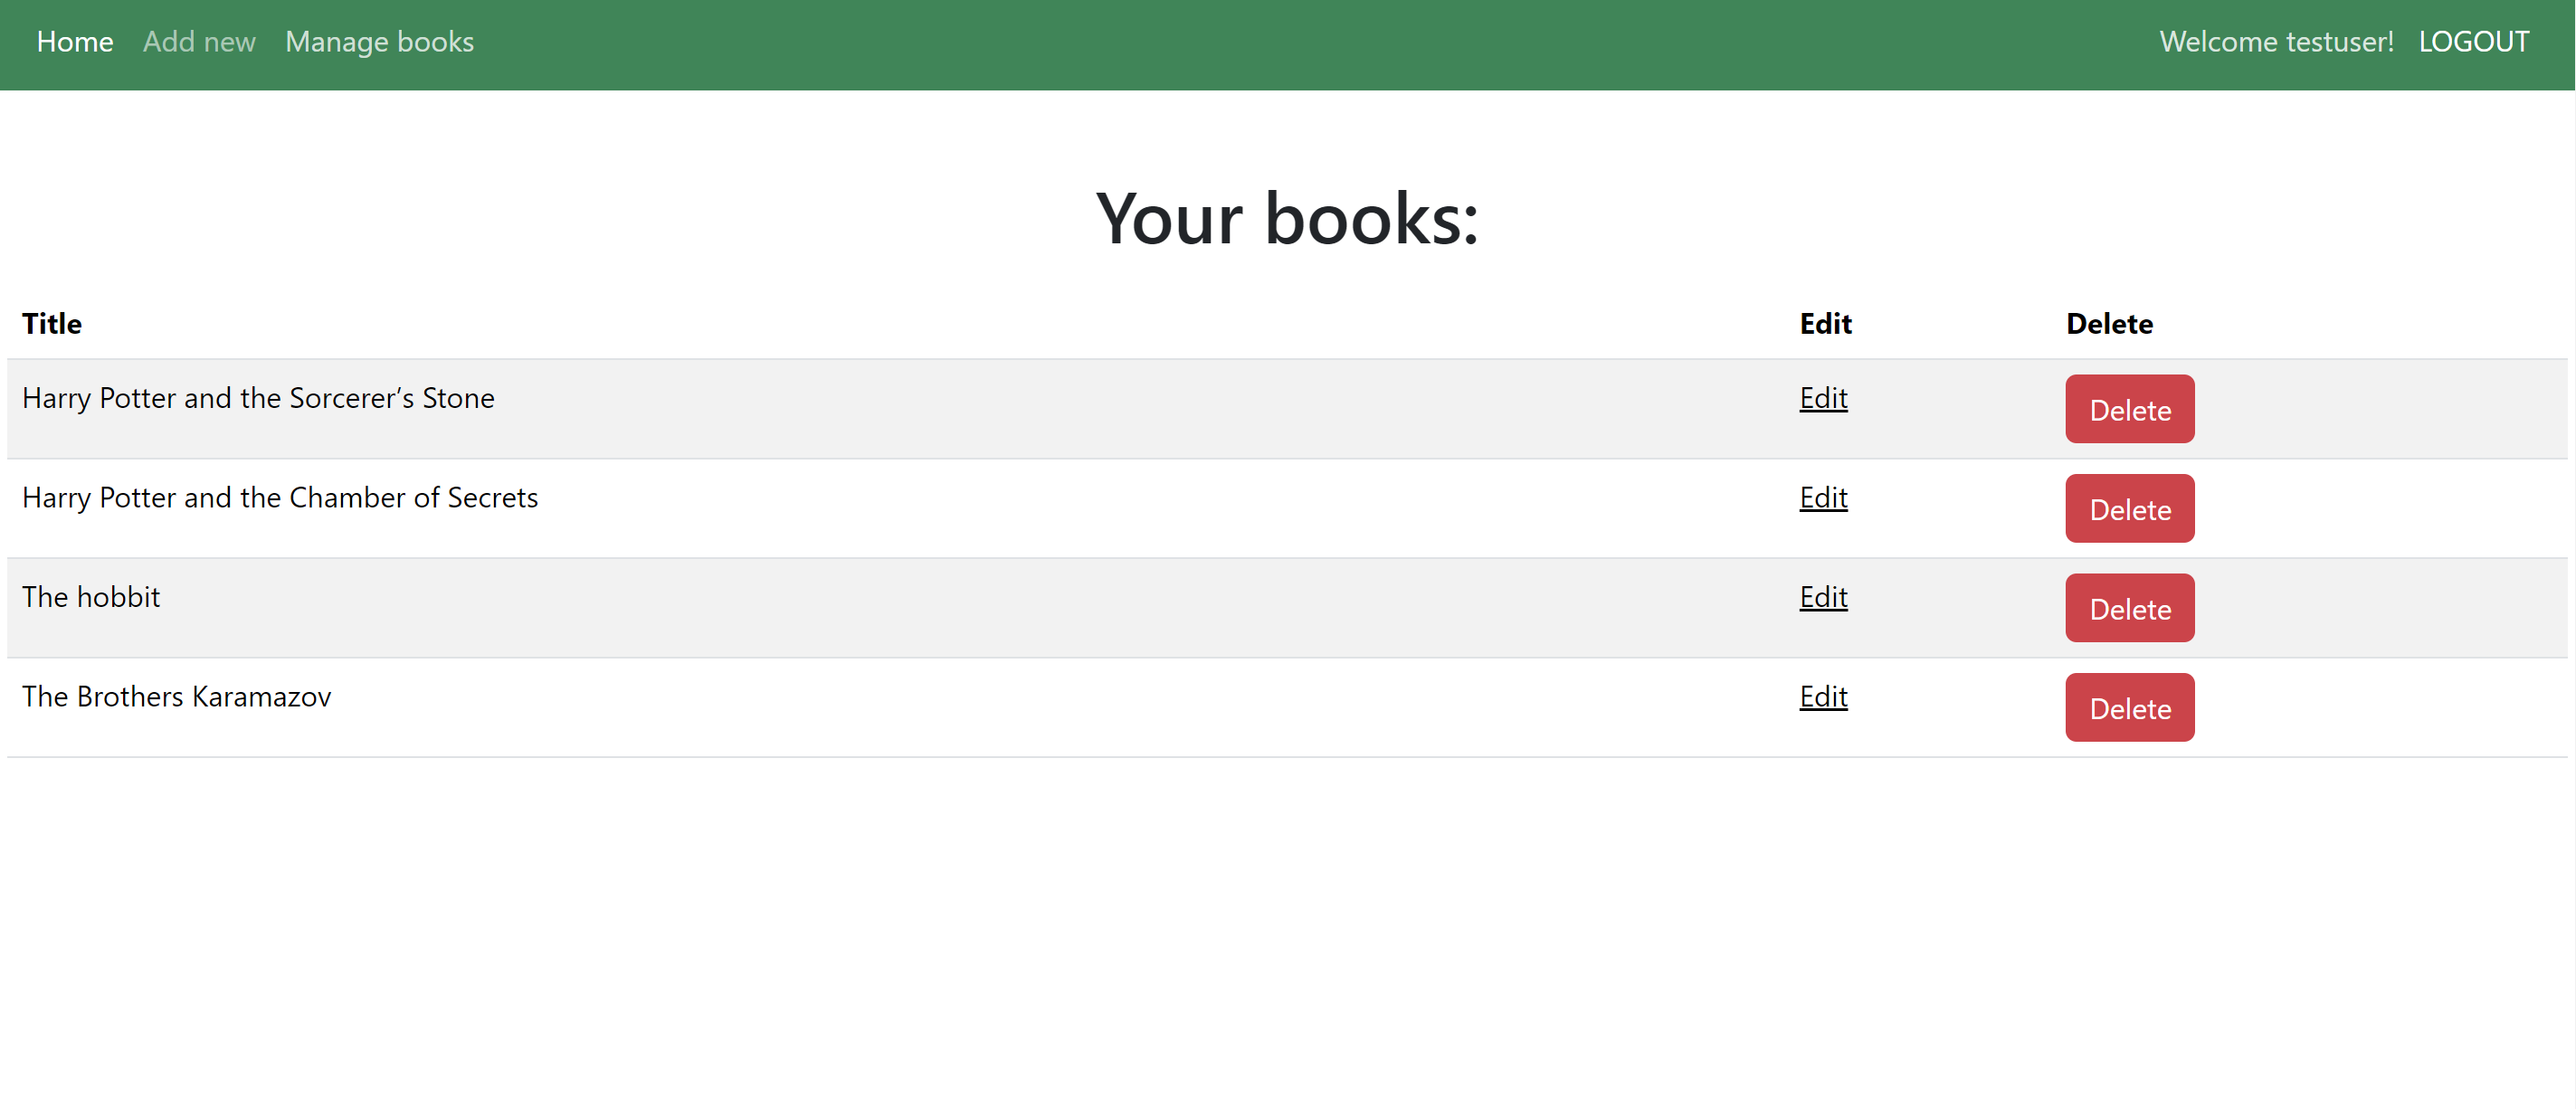 Home Add new Manage books Welcome testuser! LOGOUT
Your books:
Title Edit Delete
Harry Potter and the Sorcerer’s Stone Edit Delete
Harry Potter and the Chamber of Secrets Edit Delete
The hobbit Edit Delete
The Brothers Karamazov Edit Delete